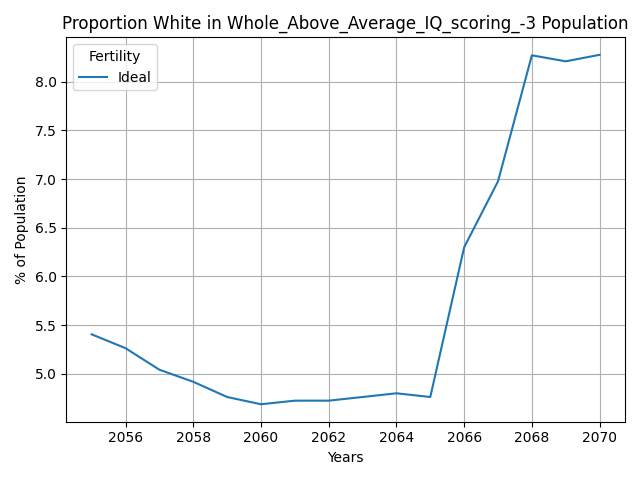 Proportion White in Whole_Above_Average_IQ_scoring_-3 Population
Fertility
Ideal
8.0
7.5
7.0
6.5
6.0
5.5
5.0
% of Population
2056 2058 2060 2062 2064 2066 2068 2070
Years